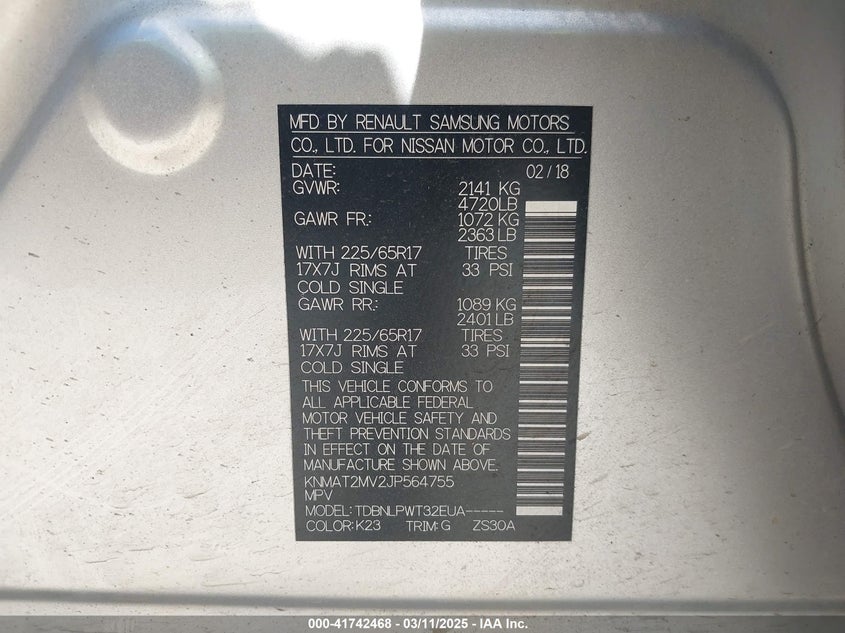 MFD BY RENAULT SAMSUNG MOTORS
CO., LTD. FOR NISSAN MOTOR CO., LTD.
DATE: 02/18
GVWR: 2141 KG
4720LB
GAWR FR.: 1072 KG
2363 LB
WITH 225/65R17 TIRES
17X7J RIMS AT 33 PSI
COLD SINGLE
GAWR RR.: 1089 KG
2401 LB
WITH 225/65R17 TIRES
17X7J RIMS AT 33 PSI
COLD SINGLE
THIS VEHICLE CONFORMS TO
ALL APPLICABLE FEDERAL
MOTOR VEHICLE SAFETY AND
THEFT PREVENTION STANDARDS
IN EFFECT ON THE DATE OF
MANUFACTURE SHOWN ABOVE.
KNMAT2MV2JP564755
MPV
MODEL: TDBNLPWT32EUA-----
COLOR: K23 TRIM: G ZS30A
000-41742468 - 03/11/2025 - IAA Inc.